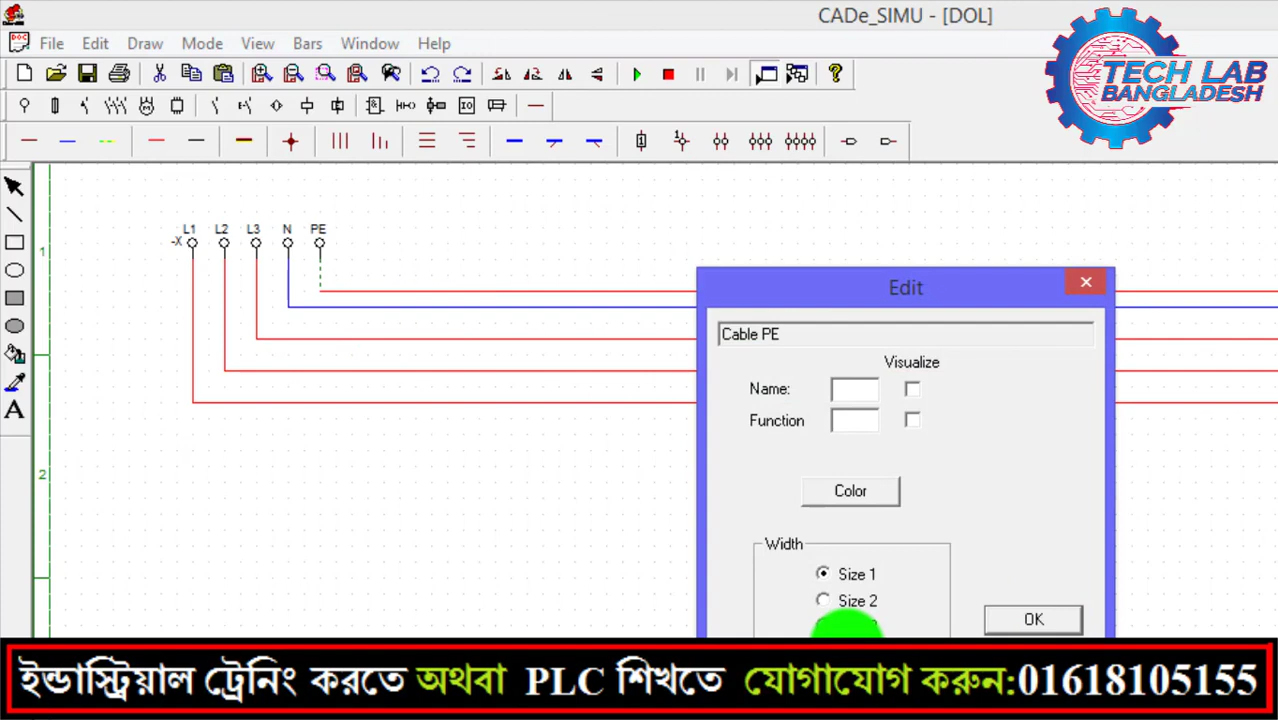 CADe_SIMU - [DOL]
File Edit Draw Mode View Bars Window Help
TECH LAB
BANGLADESH
L1 L2 L3 N PE
-X
1
2
Edit
Cable PE
Visualize
Name:
Function
Color
Width
Size 1
Size 2
OK
ইন্ডাস্ট্রিয়াল ট্রেনিং করতে অথবা PLC শিখতে যোগাযোগ করুন:01618105155